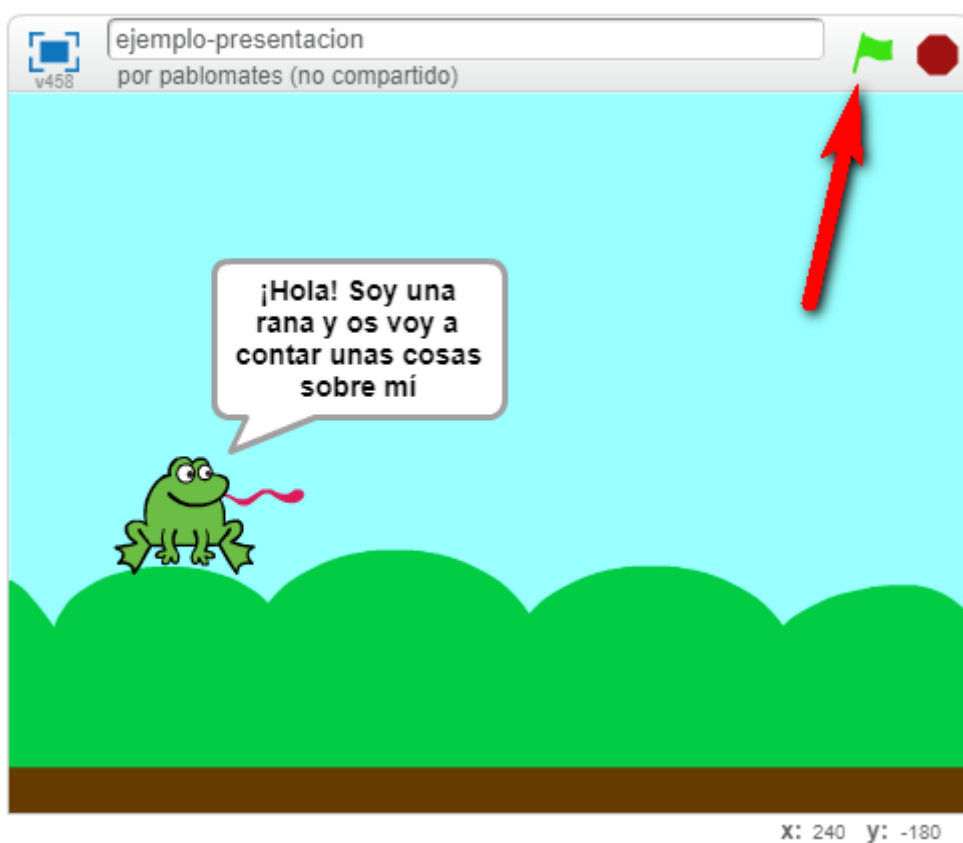 ejemplo-presentacion
v458
por pablomates (no compartido)
¡Hola! Soy una
rana y os voy a
contar unas cosas
sobre mí
x: 240 y: -180